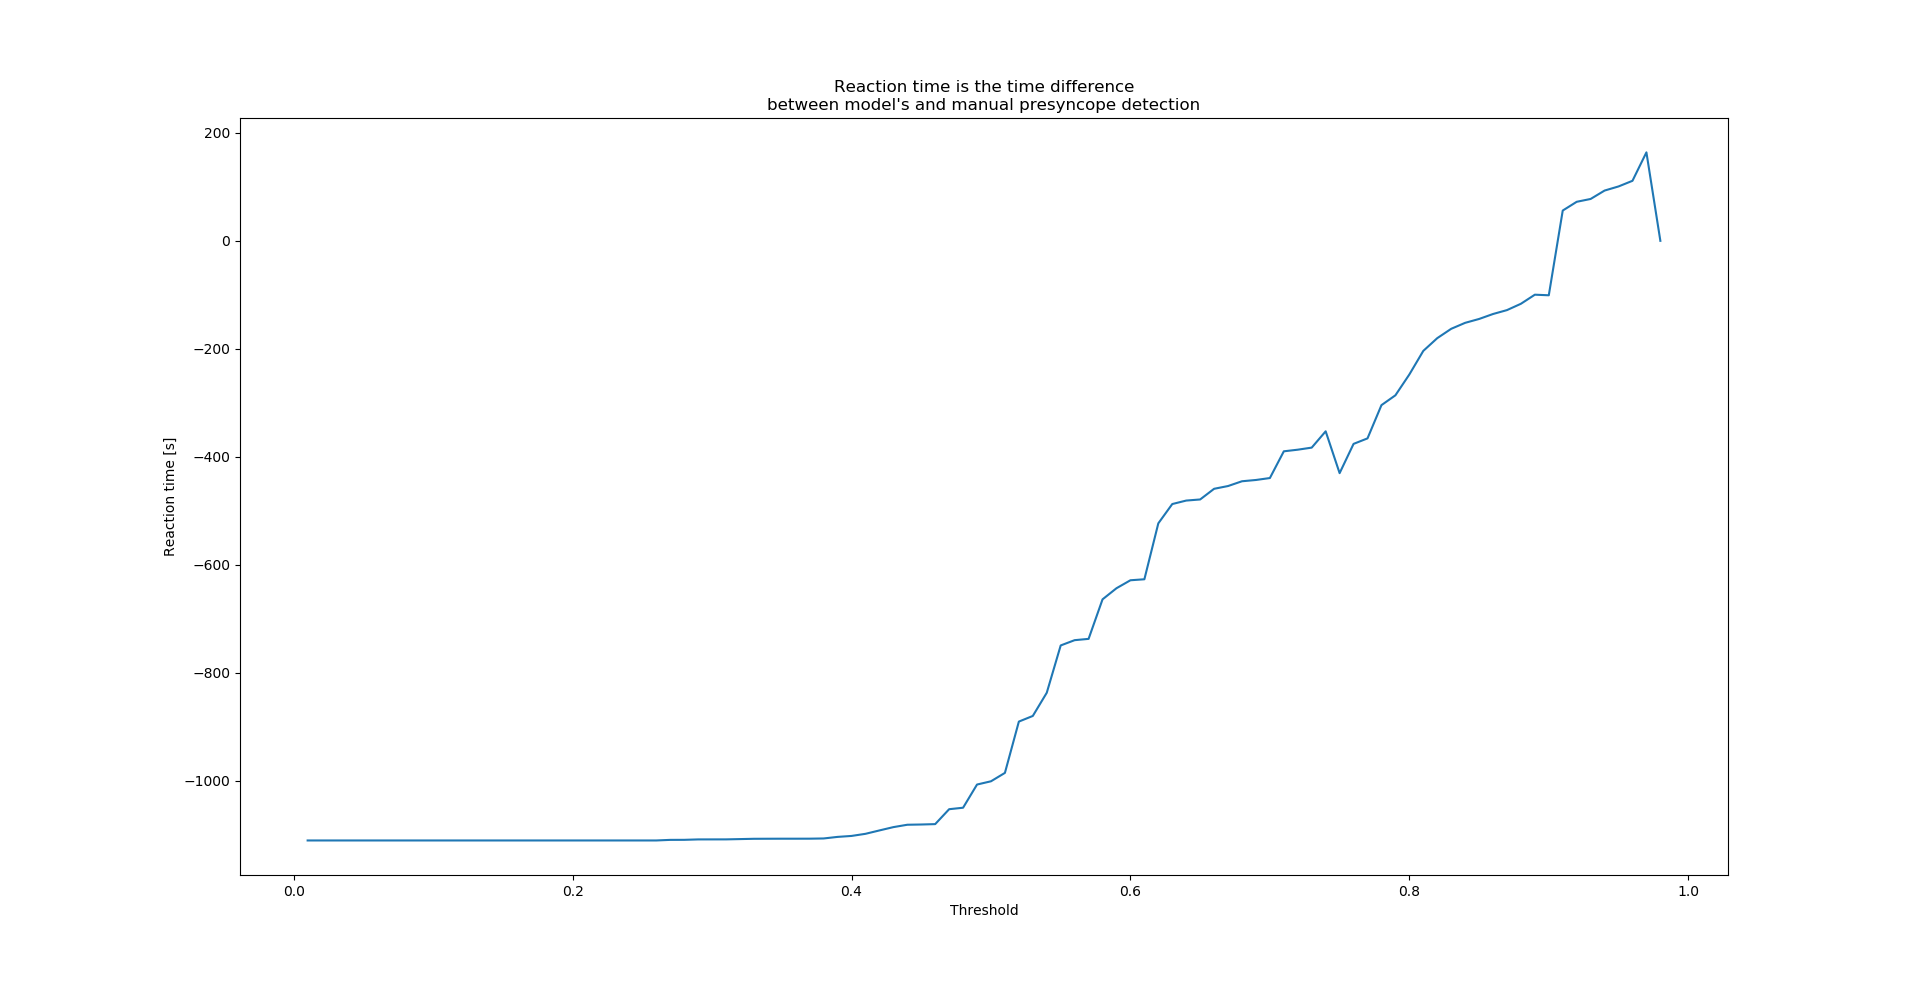 Reaction time is the time difference
between model's and manual presyncope detection
200
0
−200
−400
−600
−800
−1000
Reaction time [s]
0.0 0.2 0.4 0.6 0.8 1.0
Threshold